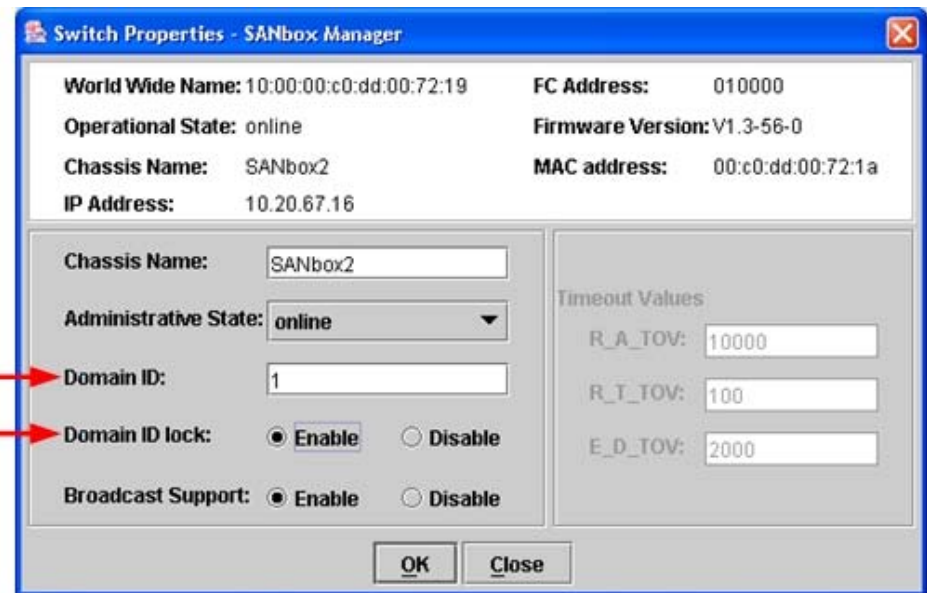 Switch Properties - SANbox Manager
World Wide Name: 10:00:00:c0:dd:00:72:19
FC Address: 010000
Operational State: online
Firmware Version: V1.3-56-0
Chassis Name: SANbox2
MAC address: 00:c0:dd:00:72:1a
IP Address: 10.20.67.16
Chassis Name: SANbox2
Administrative State: online
Domain ID: 1
Domain ID lock: Enable Disable
Broadcast Support: Enable Disable
Timeout Values
R_A_TOV: 10000
R_T_TOV: 100
E_D_TOV: 2000
OK Close